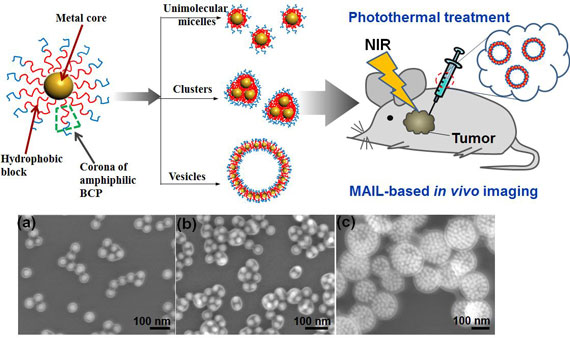 Metal core
Hydrophobic
block
Corona of
amphiphilic
BCP
Unimolecular
micelles
Clusters
Vesicles
Photothermal treatment
NIR
Tumor
MAIL-based in vivo imaging
(a)
100 nm
(b)
100 nm
(c)
100 nm